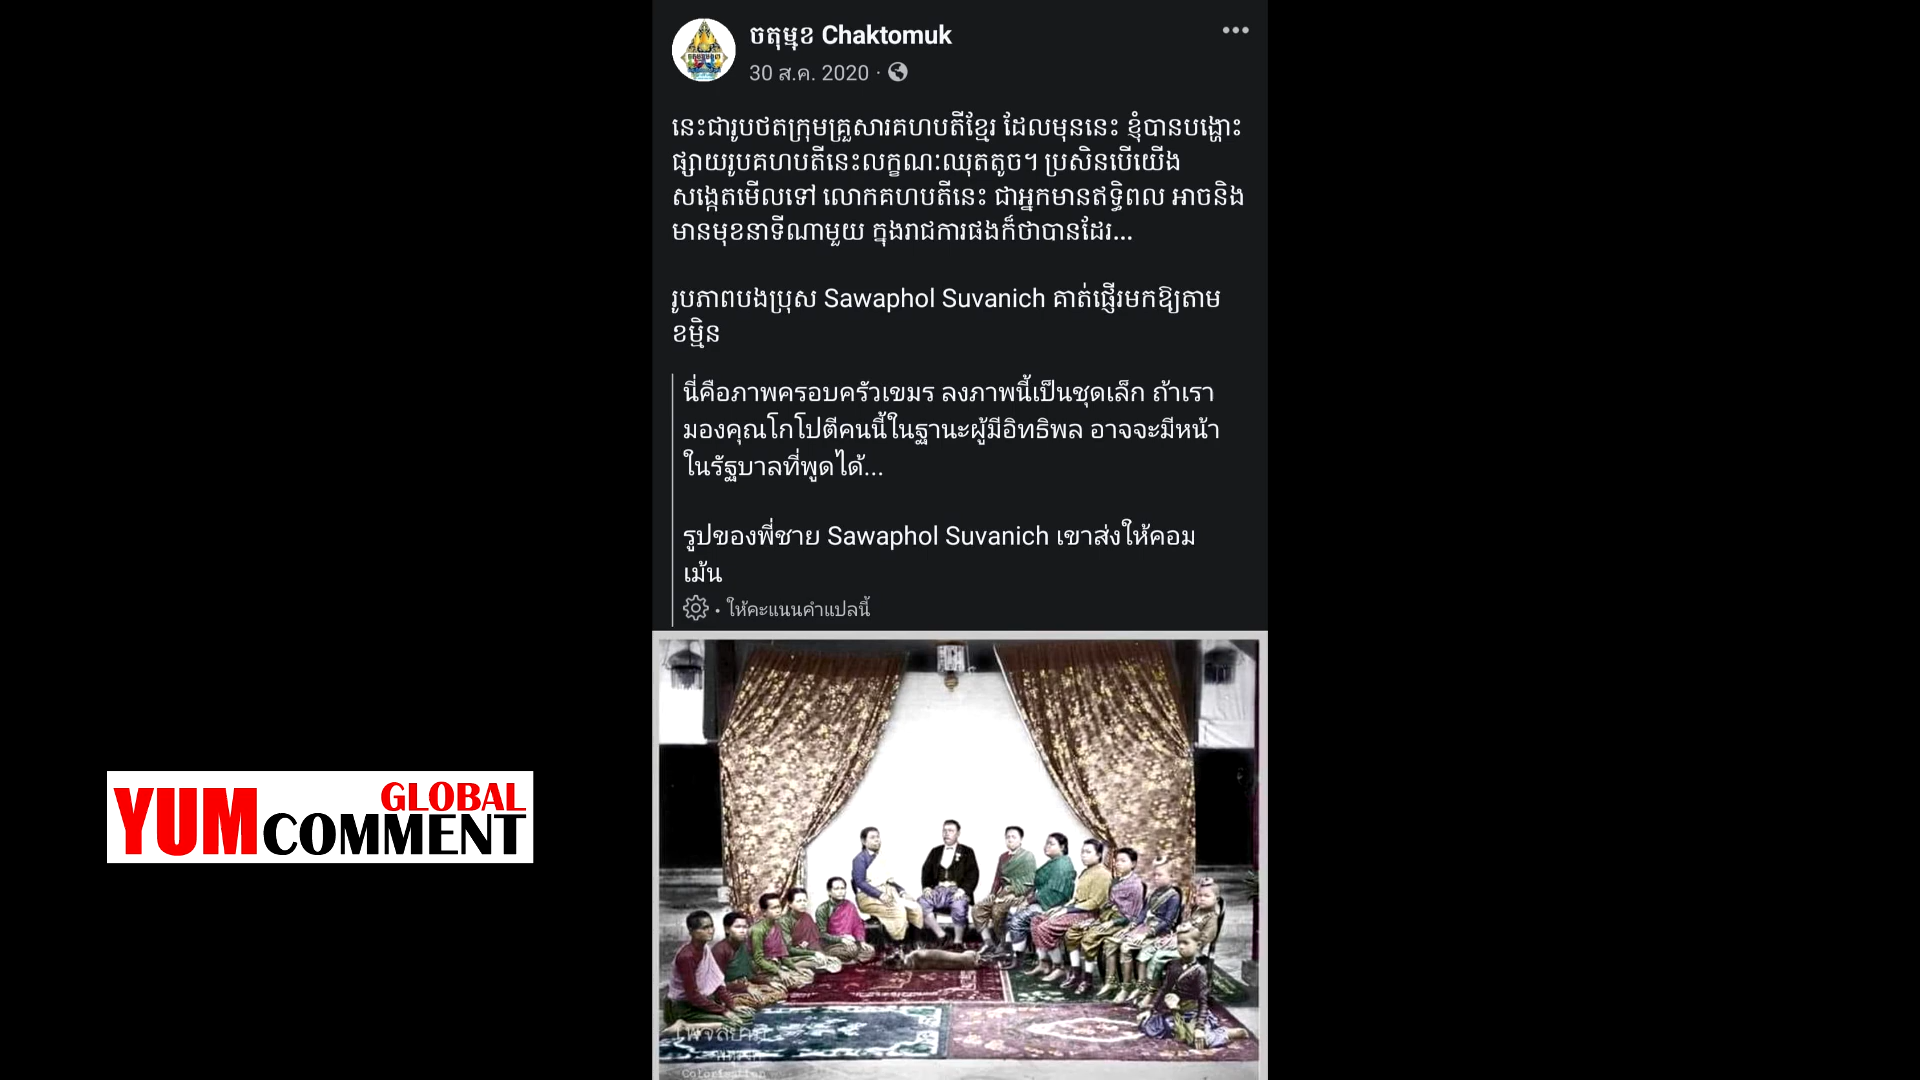 ចតុម្មុខ Chaktomuk
30 ส.ค. 2020 ·
នេះជារូបថតក្រុមគ្រួសារគហបតីខ្មែរ ដែលមុននេះ ខ្ញុំបានបង្ហោះ
ផ្សាយរូបគហបតីនេះលក្ខណៈឈុតតូច។ ប្រសិនបើយើង
សង្កេតមើលទៅ លោកគហបតីនេះ ជាអ្នកមានឥទ្ធិពល អាចនិង
មានមុខនាទីណាមួយ ក្នុងរាជការផងក៏ថាបានដែរ...
រូបភាពបងប្រុស Sawaphol Suvanich គាត់ផ្ញើរមកឱ្យតាម
ខម្មិន
นี่คือภาพครอบครัวเขมร ลงภาพนี้เป็นชุดเล็ก ถ้าเรา
มองคุณโกโปตีคนนี้ในฐานะผู้มีอิทธิพล อาจจะมีหน้า
ในรัฐบาลที่พูดได้...
รูปของพี่ชาย Sawaphol Suvanich เขาส่งให้คอม
เม้น
· ให้คะแนนคำแปลนี้
YUM GLOBAL
COMMENT
Colorisation